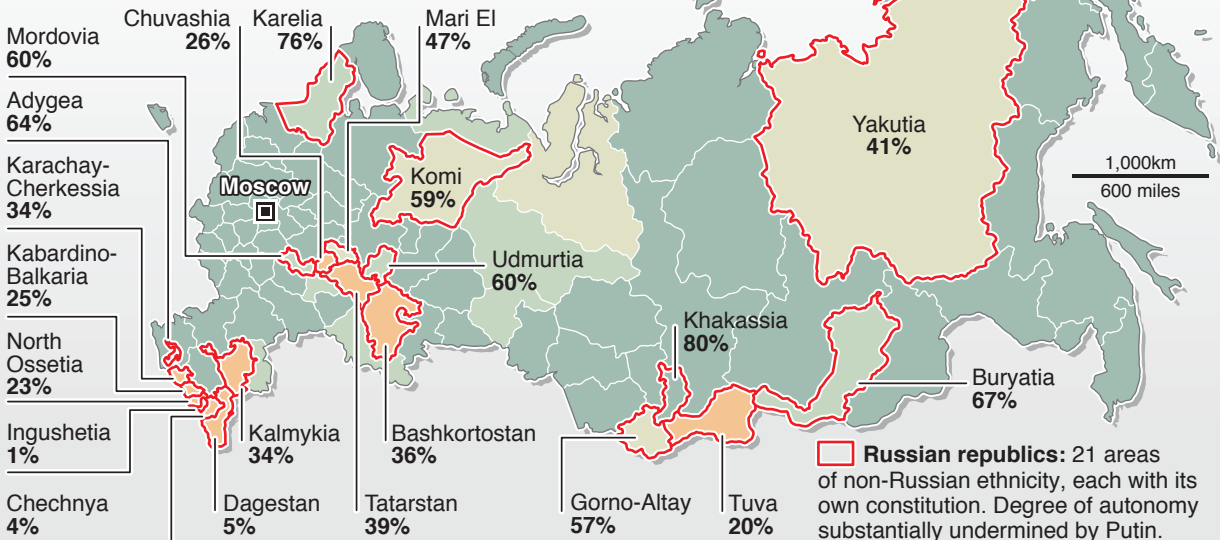 Chuvashia
26%
Karelia
76%
Mari El
47%
Mordovia
60%
Adygea
64%
Karachay-
Cherkessia
34%
Kabardino-
Balkaria
25%
North
Ossetia
23%
Ingushetia
1%
Chechnya
4%
Moscow
Komi
59%
Yakutia
41%
1,000km
600 miles
Udmurtia
60%
Khakassia
80%
Buryatia
67%
Kalmykia
34%
Bashkortostan
36%
Dagestan
5%
Tatarstan
39%
Gorno-Altay
57%
Tuva
20%
Russian republics: 21 areas
of non-Russian ethnicity, each with its
own constitution. Degree of autonomy
substantially undermined by Putin.